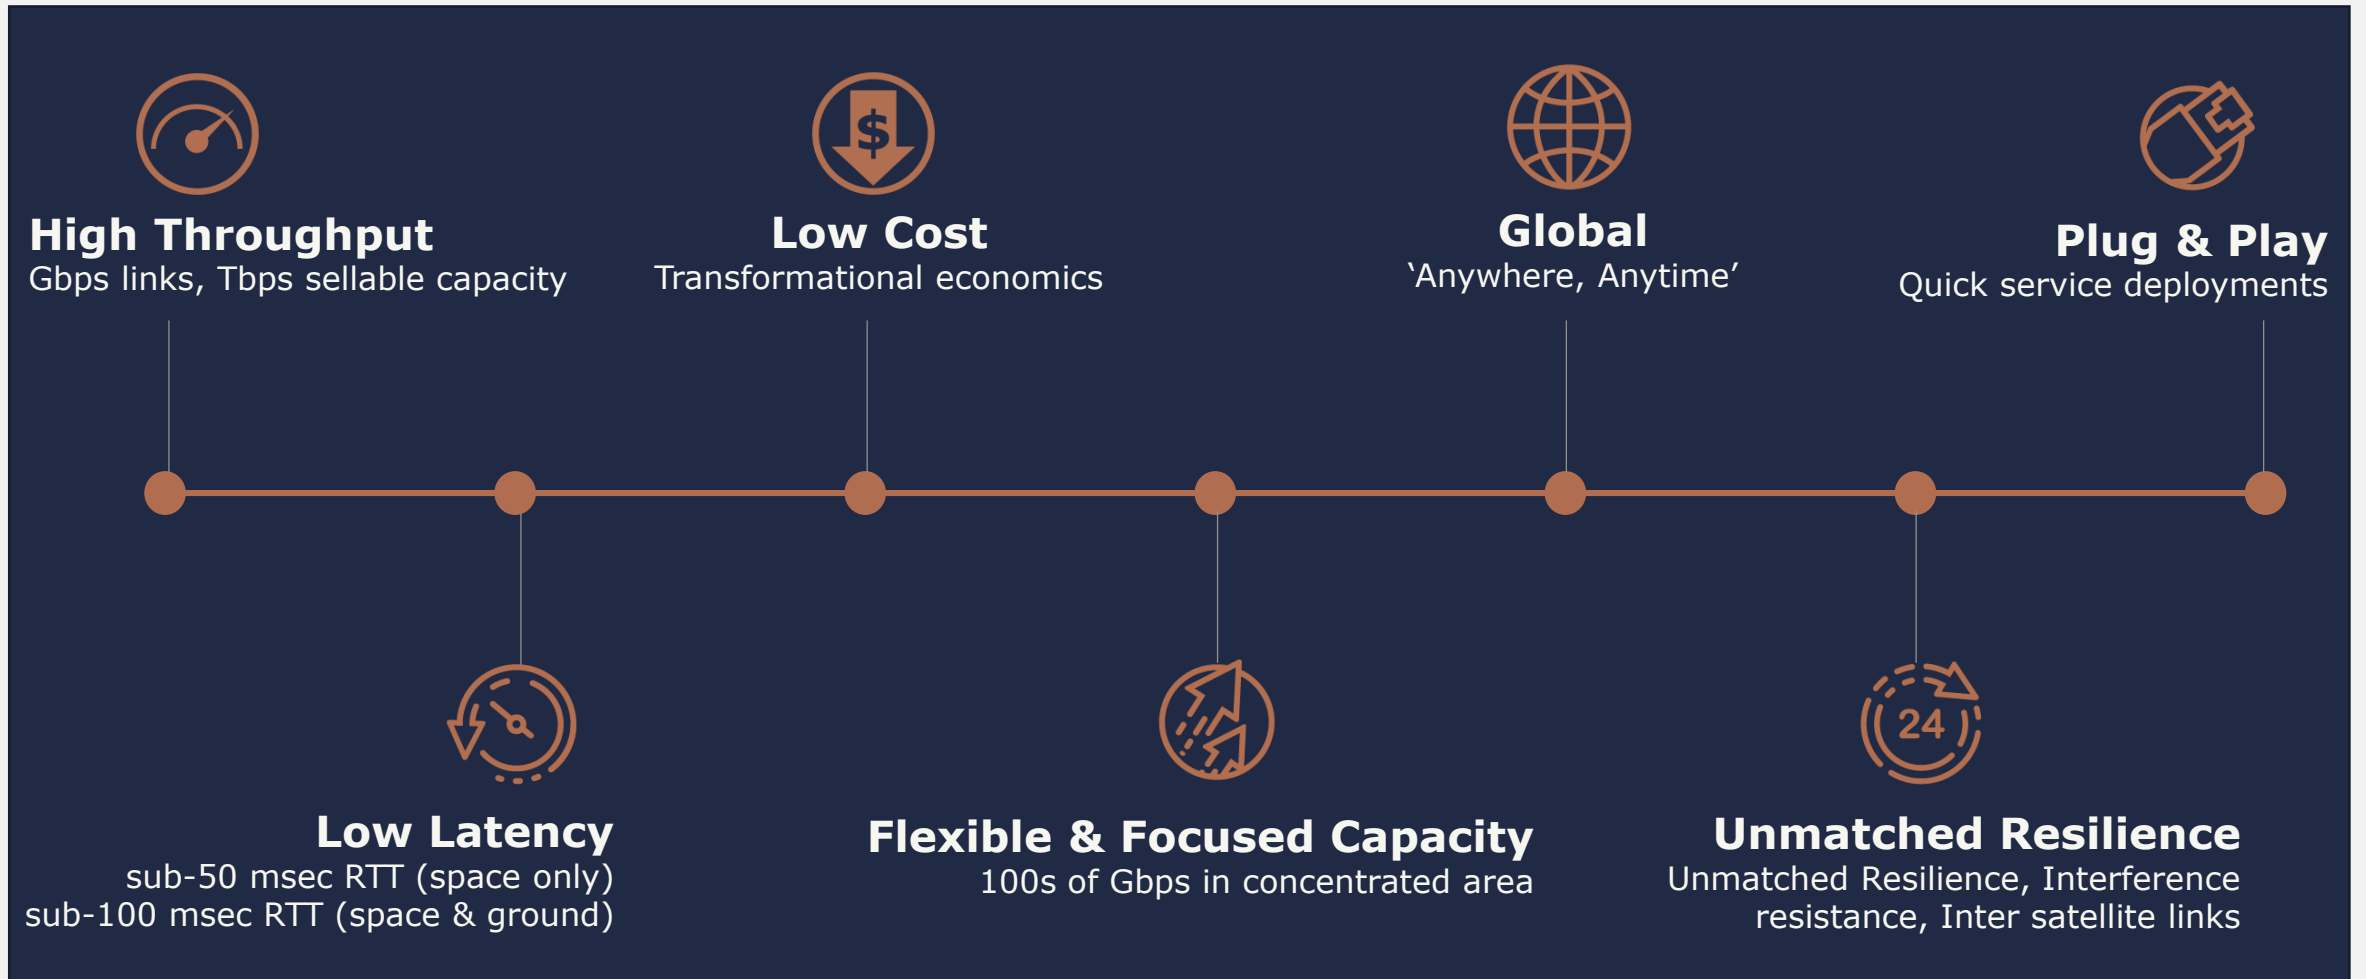 High Throughput
Gbps links, Tbps sellable capacity
$
Low Cost
Transformational economics
Global
‘Anywhere, Anytime’
Plug & Play
Quick service deployments
Low Latency
sub-50 msec RTT (space only)
sub-100 msec RTT (space & ground)
Flexible & Focused Capacity
100s of Gbps in concentrated area
24
Unmatched Resilience
Unmatched Resilience, Interference
resistance, Inter satellite links